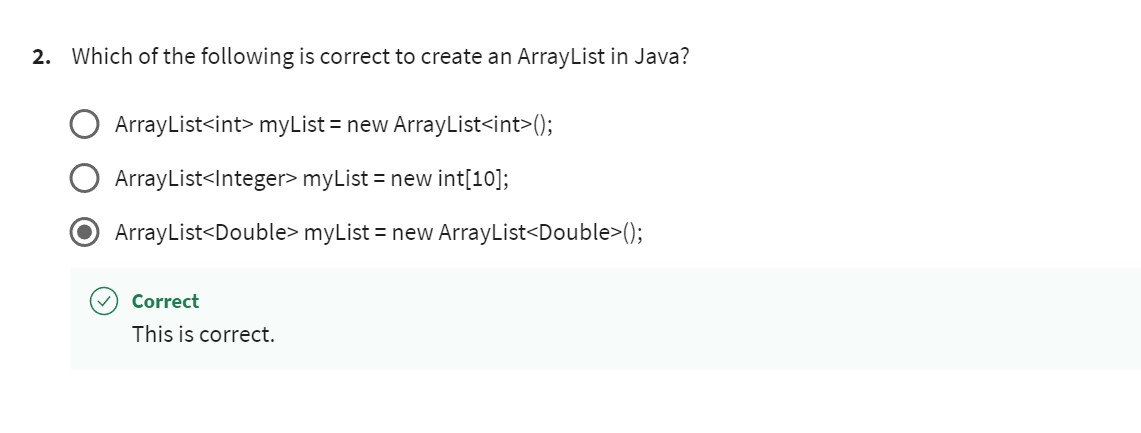 2. Which of the following is correct to create an ArrayList in Java?
ArrayList<int> myList = new ArrayList<int>();
ArrayList<Integer> myList = new int[10];
ArrayList<Double> myList = new ArrayList<Double>();
Correct
This is correct.